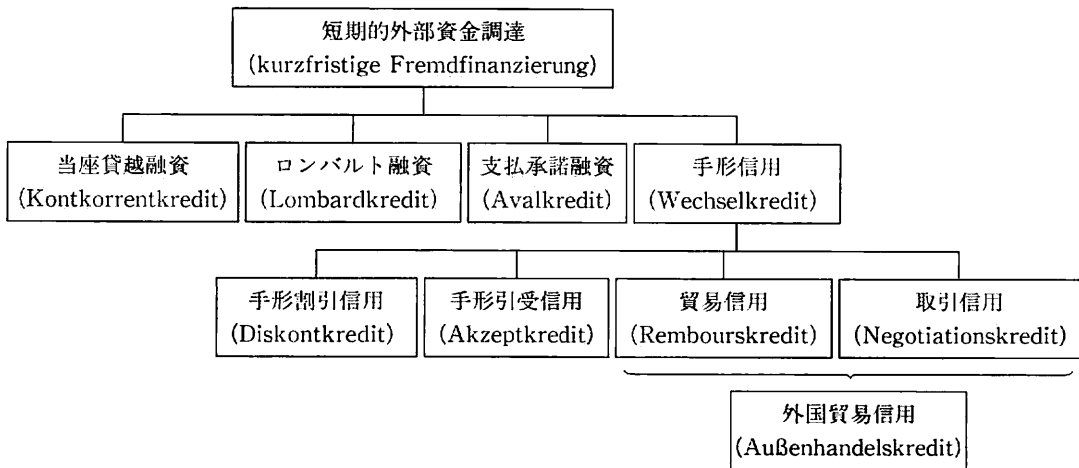 短期的外部資金調達
(kurzfristige Fremdfinanzierung)
当座貸越融資
(Kontkorrentkredit)
ロンバルト融資
(Lombardkredit)
支払承諾融資
(Avalkredit)
手形信用
(Wechselkredit)
手形割引信用
(Diskontkredit)
手形引受信用
(Akzeptkredit)
貿易信用
(Rembourskredit)
取引信用
(Negotiationskredit)
外国貿易信用
(Außenhandelskredit)